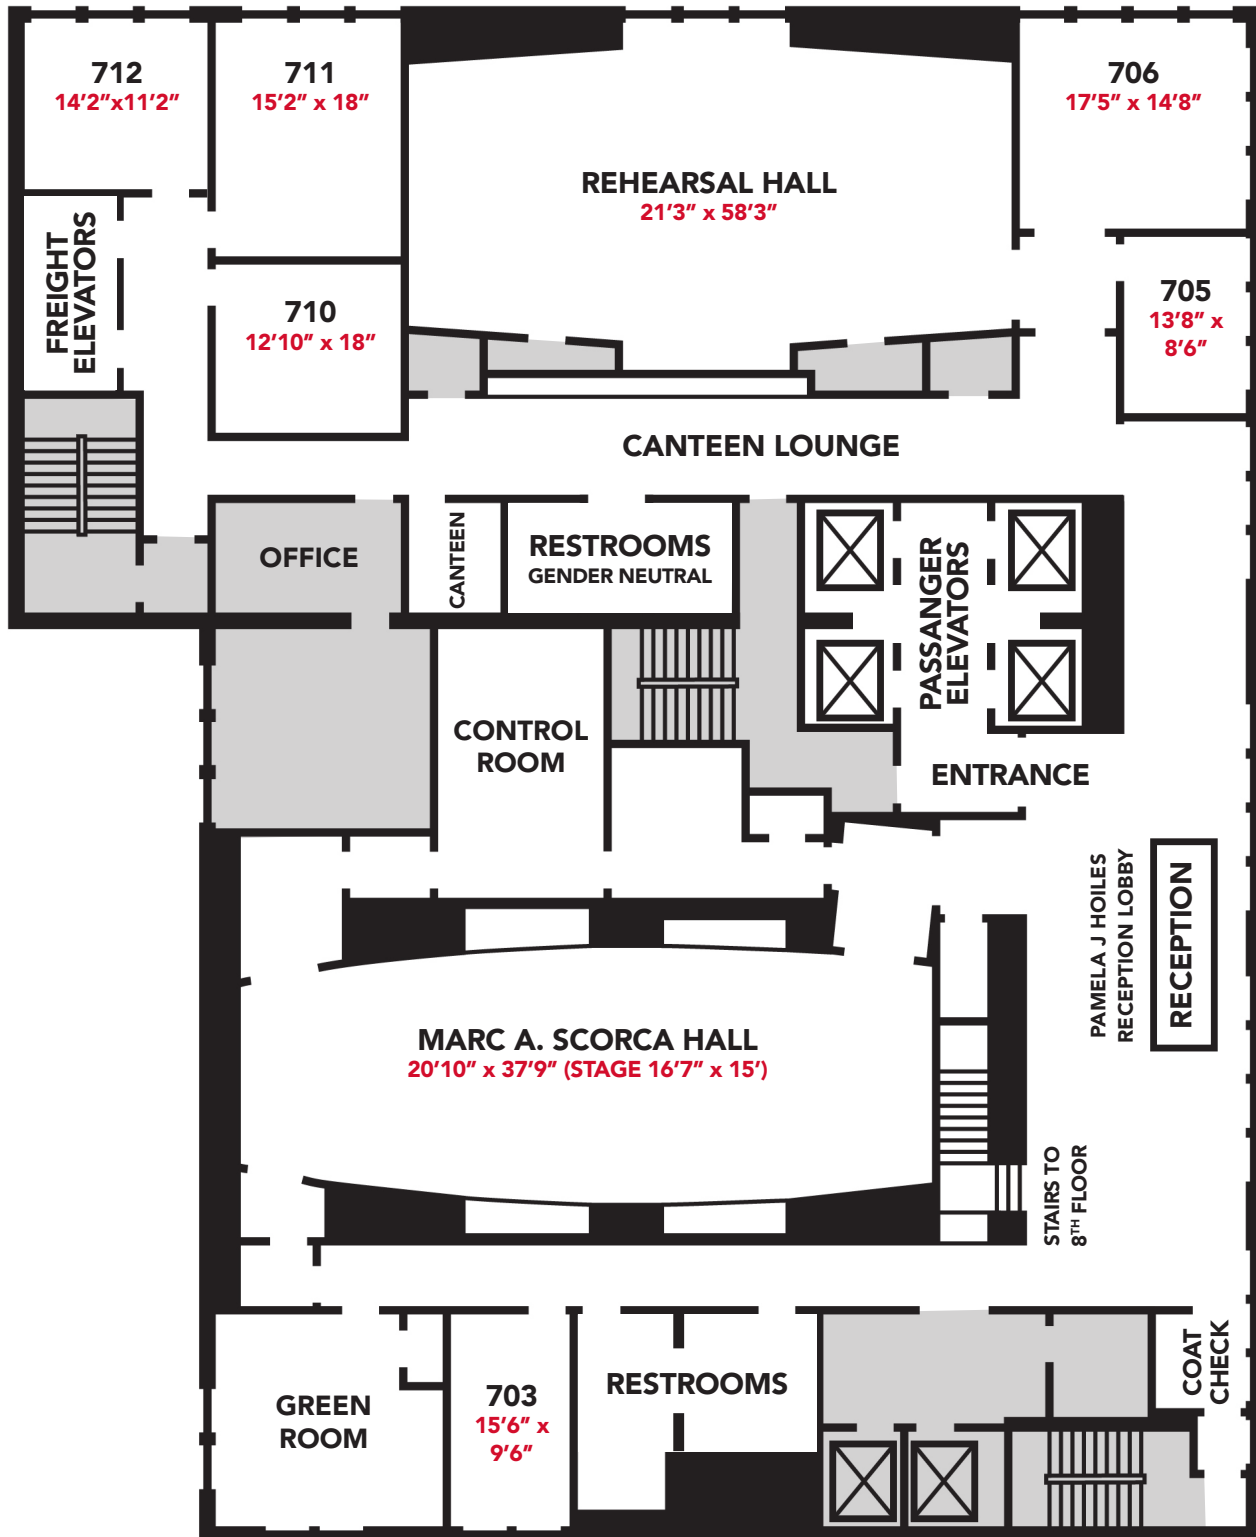 712
14'2"x11'2"
711
15'2" x 18"
706
17'5" x 14'8"
REHEARSAL HALL
21'3" x 58'3"
FREIGHT
ELEVATORS
710
12'10" x 18"
705
13'8" x
8'6"
CANTEEN LOUNGE
OFFICE
CANTEEN
RESTROOMS
GENDER NEUTRAL
PASSANGER
ELEVATORS
CONTROL
ROOM
ENTRANCE
PAMELA J HOILES
RECEPTION LOBBY
RECEPTION
MARC A. SCORCA HALL
20'10" x 37'9" (STAGE 16'7" x 15')
STAIRS TO
8TH FLOOR
GREEN
ROOM
703
15'6" x
9'6"
RESTROOMS
COAT
CHECK